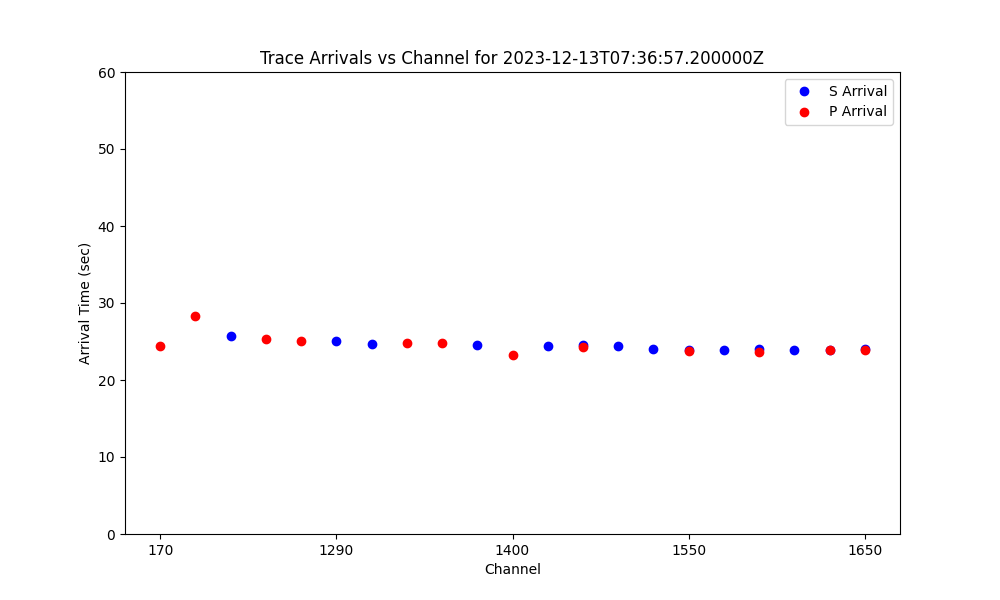 Trace Arrivals vs Channel for 2023-12-13T07:36:57.200000Z
S Arrival
P Arrival
60
50
40
30
20
10
0
Arrival Time (sec)
170 1290 1400 1550 1650
Channel